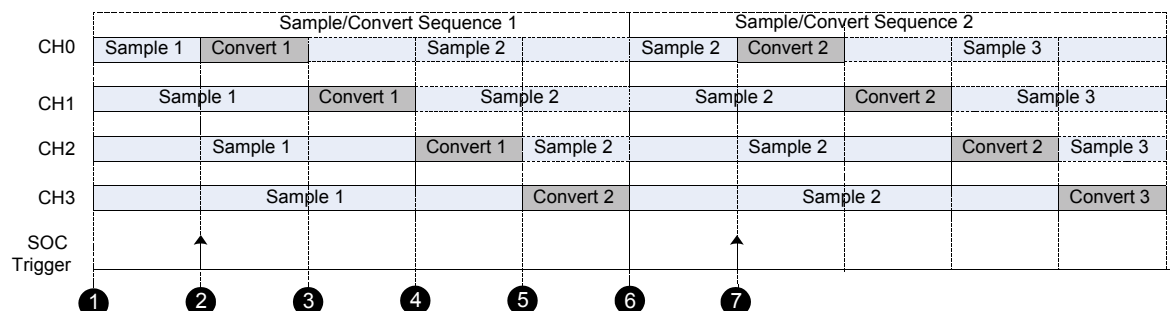 Sample/Convert Sequence 1 Sample/Convert Sequence 2
CH0 Sample 1 Convert 1 Sample 2 Sample 2 Convert 2 Sample 3
CH1 Sample 1 Convert 1 Sample 2 Sample 2 Convert 2 Sample 3
CH2 Sample 1 Convert 1 Sample 2 Sample 2 Convert 2 Sample 3
CH3 Sample 1 Convert 2 Sample 2 Convert 3
SOC
Trigger
1 2 3 4 5 6 7